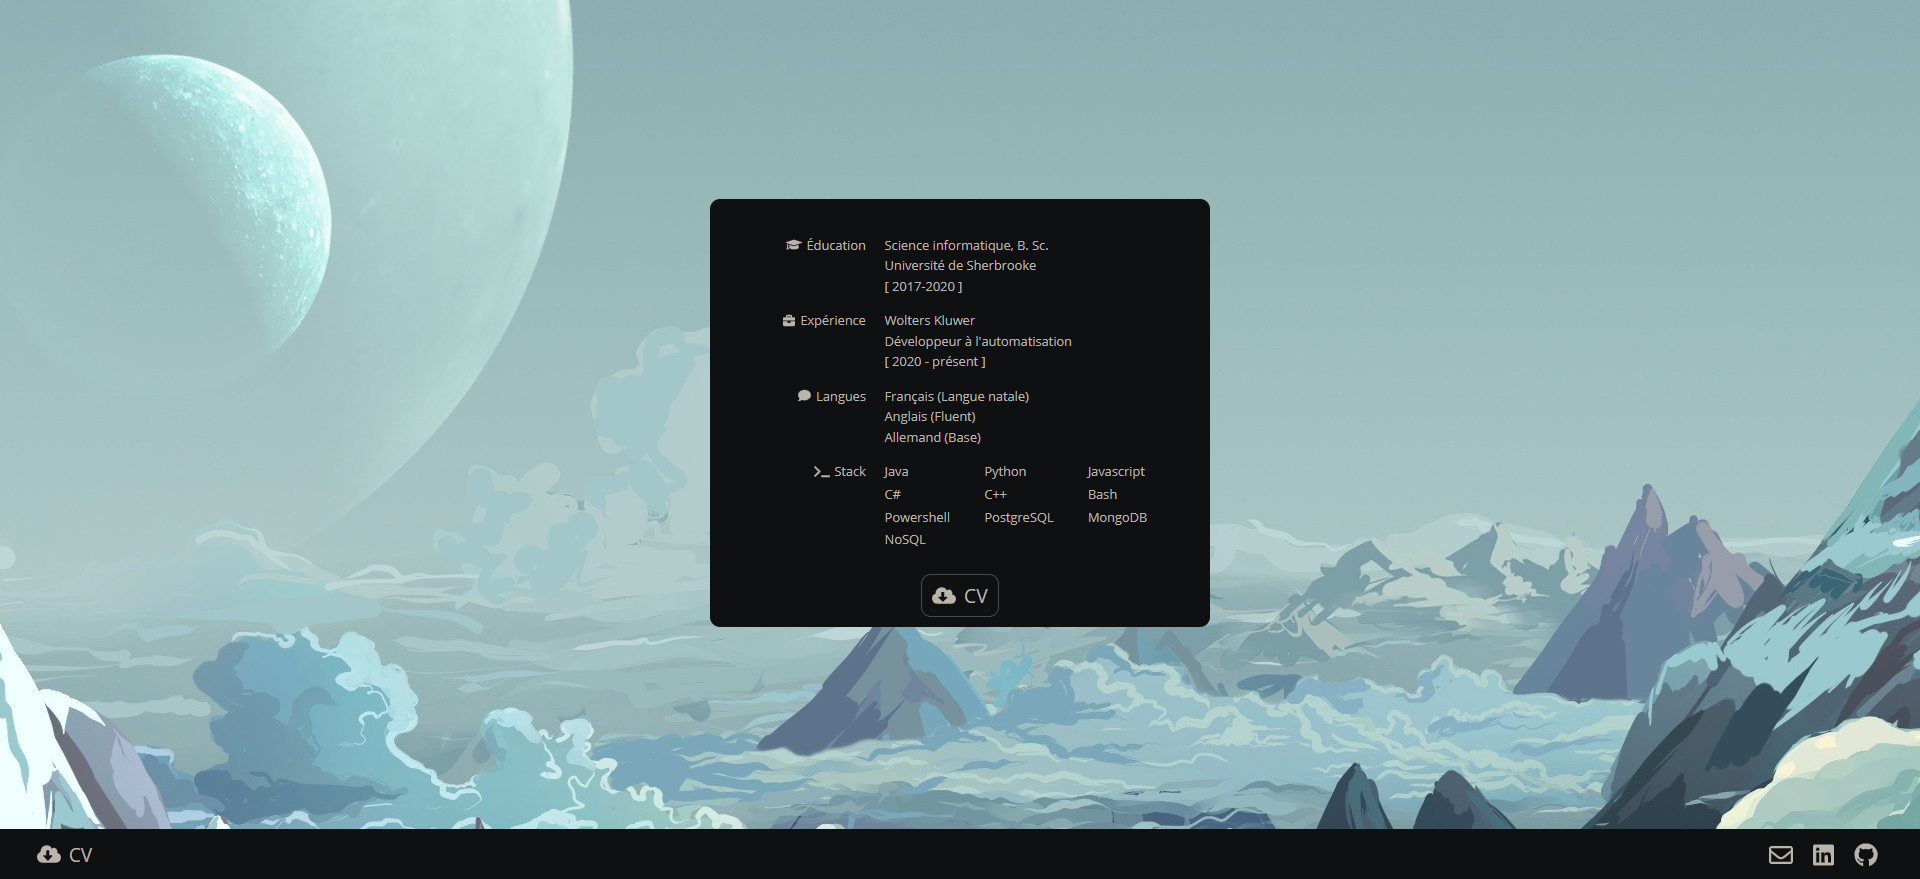 Éducation Science informatique, B. Sc.
Université de Sherbrooke
[ 2017-2020 ]
Expérience Wolters Kluwer
Développeur à l'automatisation
[ 2020 - présent ]
Langues Français (Langue natale)
Anglais (Fluent)
Allemand (Base)
Stack Java Python Javascript
C# C++ Bash
Powershell PostgreSQL MongoDB
NoSQL
CV
CV